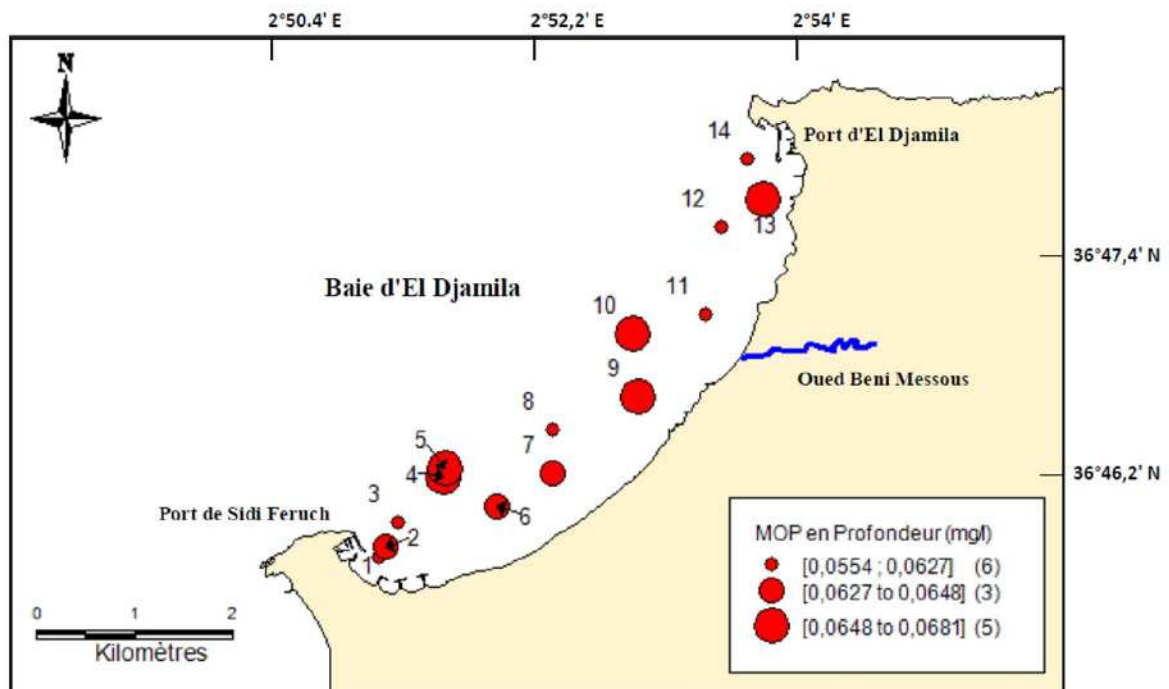 2°50.4' E
2°52,2' E
2°54' E
N
14
Port d'El Djamila
12
13
36°47,4' N
Baie d'El Djamila
11
10
Oued Beni Messous
9
8
5
7
4
36°46,2' N
3
6
Port de Sidi Feruch
2
1
MOP en Profondeur (mg/l)
[0,0554 ; 0,0627] (6)
[0,0627 to 0,0648] (3)
[0,0648 to 0,0681] (5)
0 1 2
Kilomètres